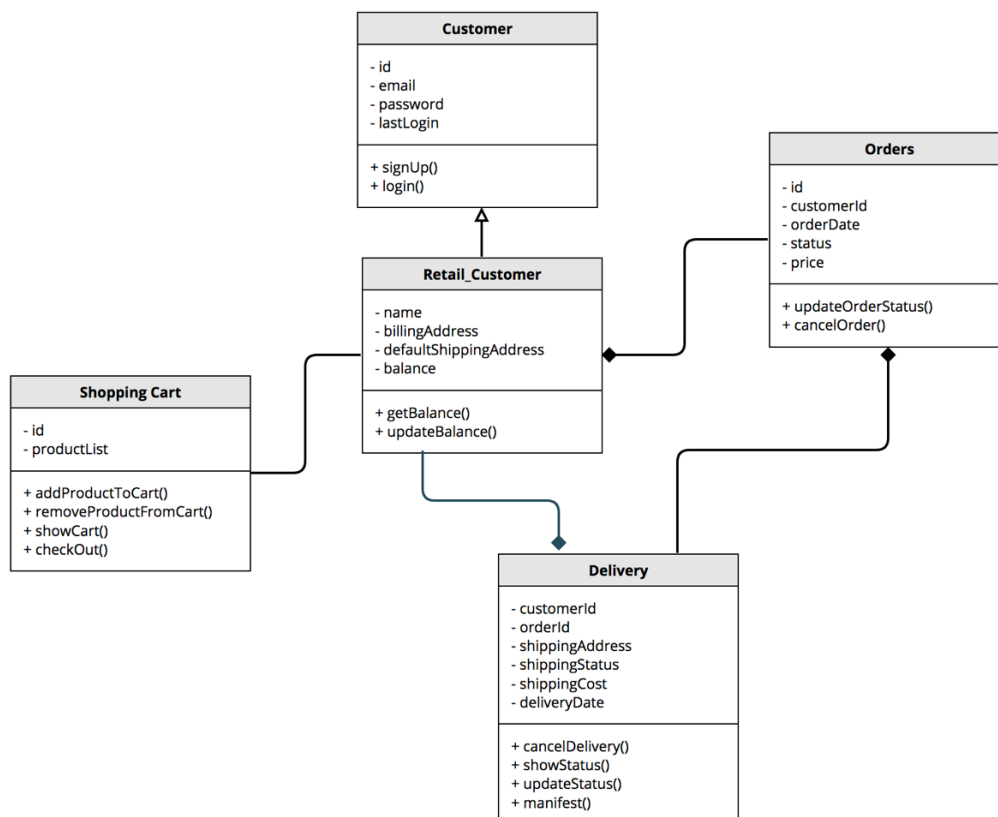 Customer
- id
- email
- password
- lastLogin
+ signUp()
+ login()
Orders
- id
- customerId
- orderDate
- status
- price
+ updateOrderStatus()
+ cancelOrder()
Retail_Customer
- name
- billingAddress
- defaultShippingAddress
- balance
+ getBalance()
+ updateBalance()
Shopping Cart
- id
- productList
+ addProductToCart()
+ removeProductFromCart()
+ showCart()
+ checkOut()
Delivery
- customerId
- orderId
- shippingAddress
- shippingStatus
- shippingCost
- deliveryDate
+ cancelDelivery()
+ showStatus()
+ updateStatus()
+ manifest()